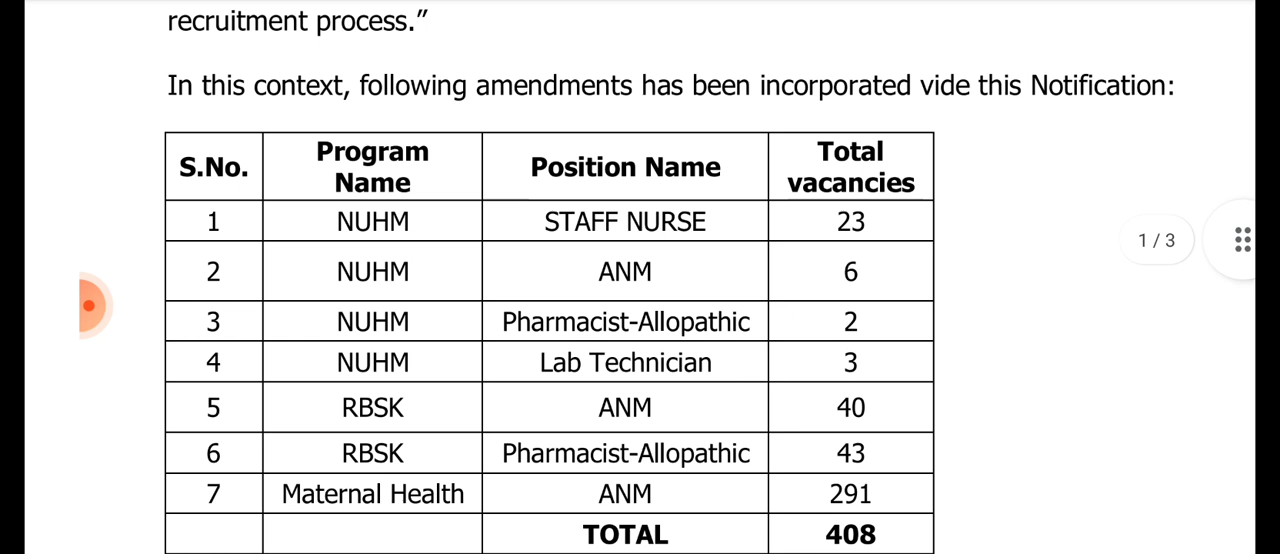 recruitment process.”
In this context, following amendments has been incorporated vide this Notification:
S.No. Program Name Position Name Total vacancies
1 NUHM STAFF NURSE 23
2 NUHM ANM 6
3 NUHM Pharmacist-Allopathic 2
4 NUHM Lab Technician 3
5 RBSK ANM 40
6 RBSK Pharmacist-Allopathic 43
7 Maternal Health ANM 291
TOTAL 408
1 / 3